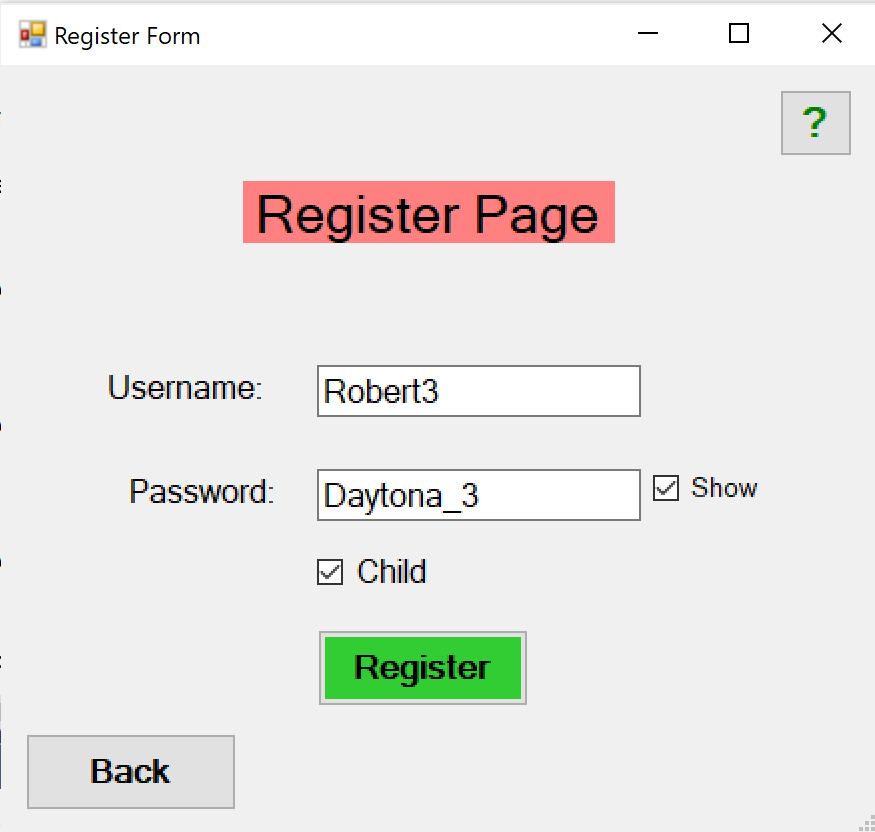 Register Form
?
Register Page
Username: Robert3
Password: Daytona_3 Show
Child
Register
Back